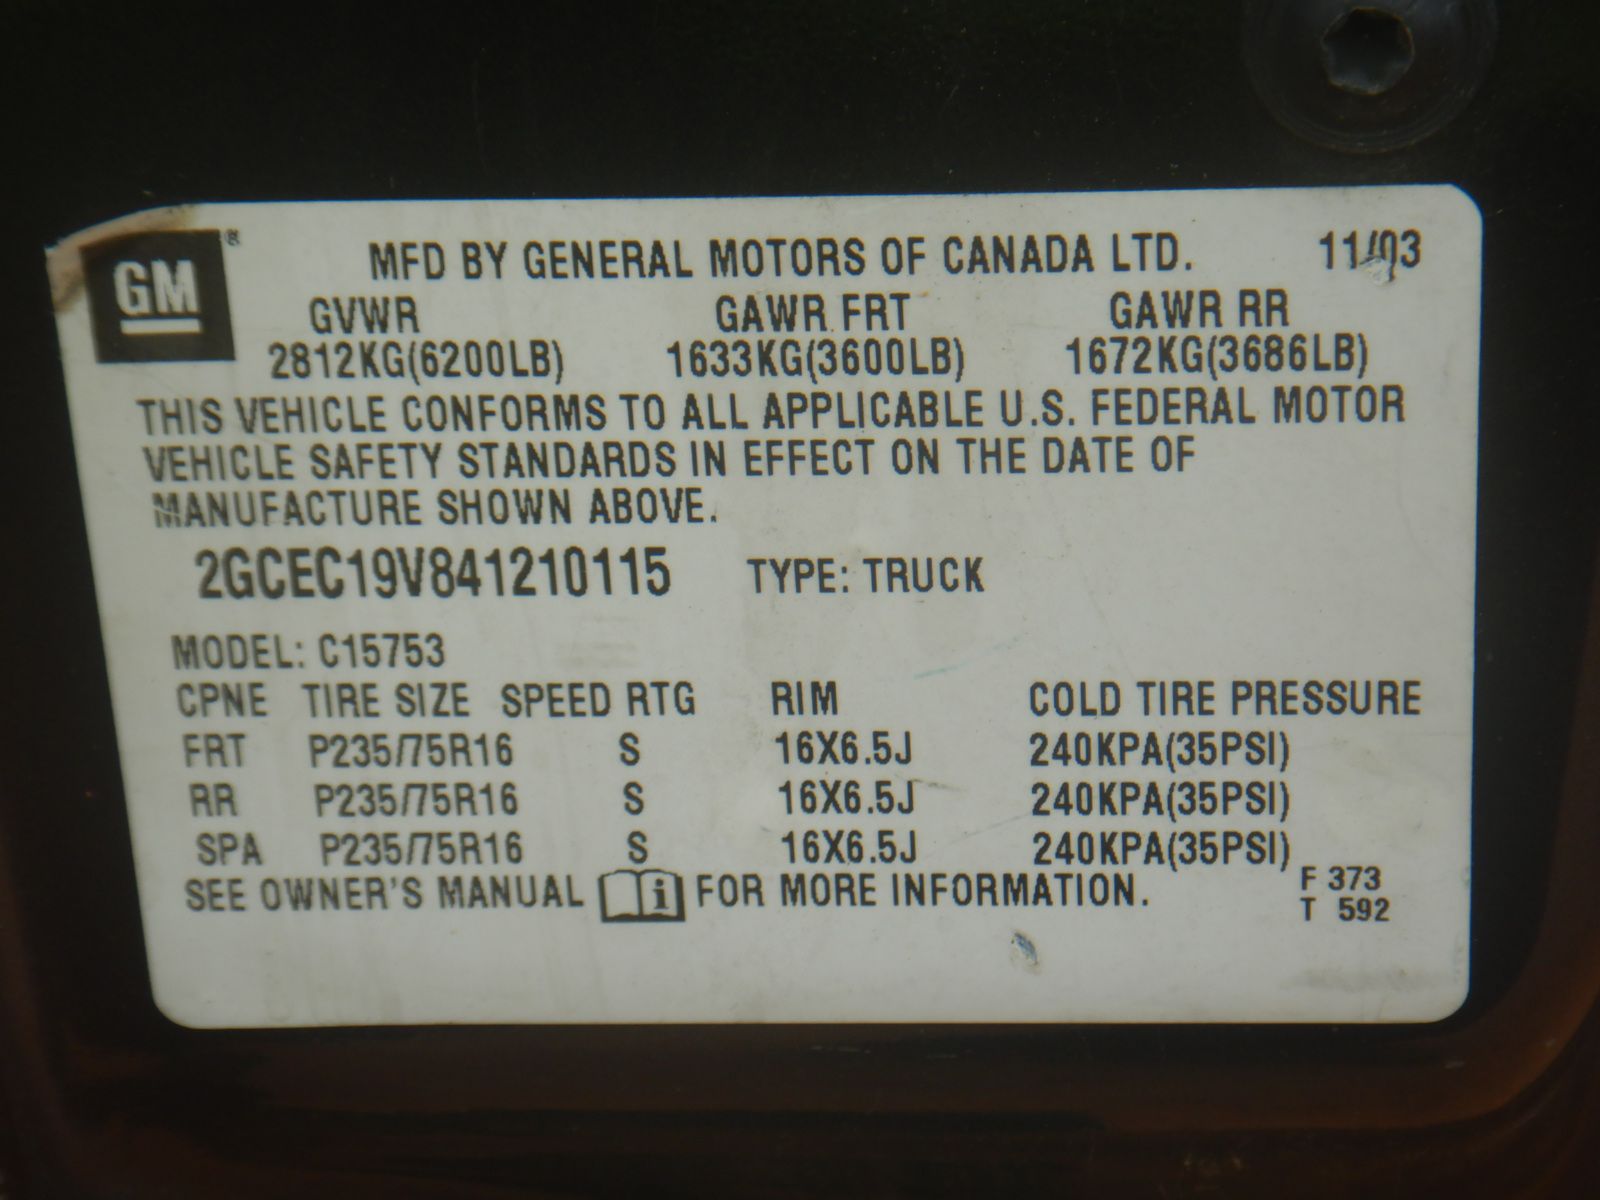 GM ® MFD BY GENERAL MOTORS OF CANADA LTD. 11/03
GVWR GAWR FRT GAWR RR
2812KG(6200LB) 1633KG(3600LB) 1672KG(3686LB)
THIS VEHICLE CONFORMS TO ALL APPLICABLE U.S. FEDERAL MOTOR
VEHICLE SAFETY STANDARDS IN EFFECT ON THE DATE OF
MANUFACTURE SHOWN ABOVE.
2GCEC19V841210115 TYPE: TRUCK
MODEL: C15753
CPNE TIRE SIZE SPEED RTG RIM COLD TIRE PRESSURE
FRT P235/75R16 S 16X6.5J 240KPA(35PSI)
RR P235/75R16 S 16X6.5J 240KPA(35PSI)
SPA P235/75R16 S 16X6.5J 240KPA(35PSI)
SEE OWNER'S MANUAL i FOR MORE INFORMATION. F 373
T 592